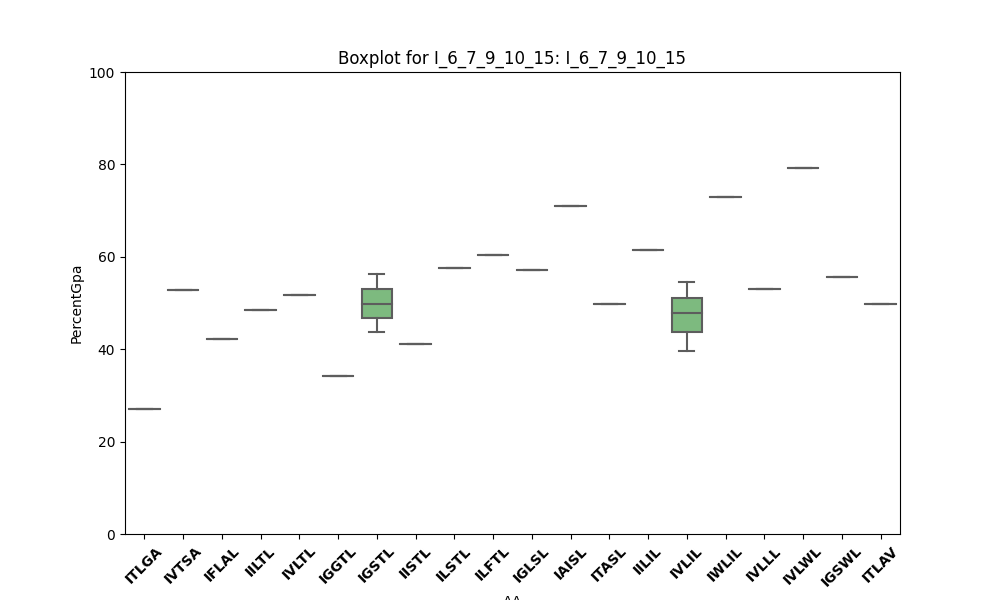 Boxplot for I_6_7_9_10_15: I_6_7_9_10_15
PercentGpa
100
80
60
40
20
0
ITLGA
IVTSA
IFLAL
IILTL
IVLTL
IGGTL
IGSTL
IISTL
ILSTL
ILFTL
IGLSL
IAISL
ITASL
IILIL
IVLIL
IWLIL
IVLLL
IVLWL
IGSWL
ITLAV
AA